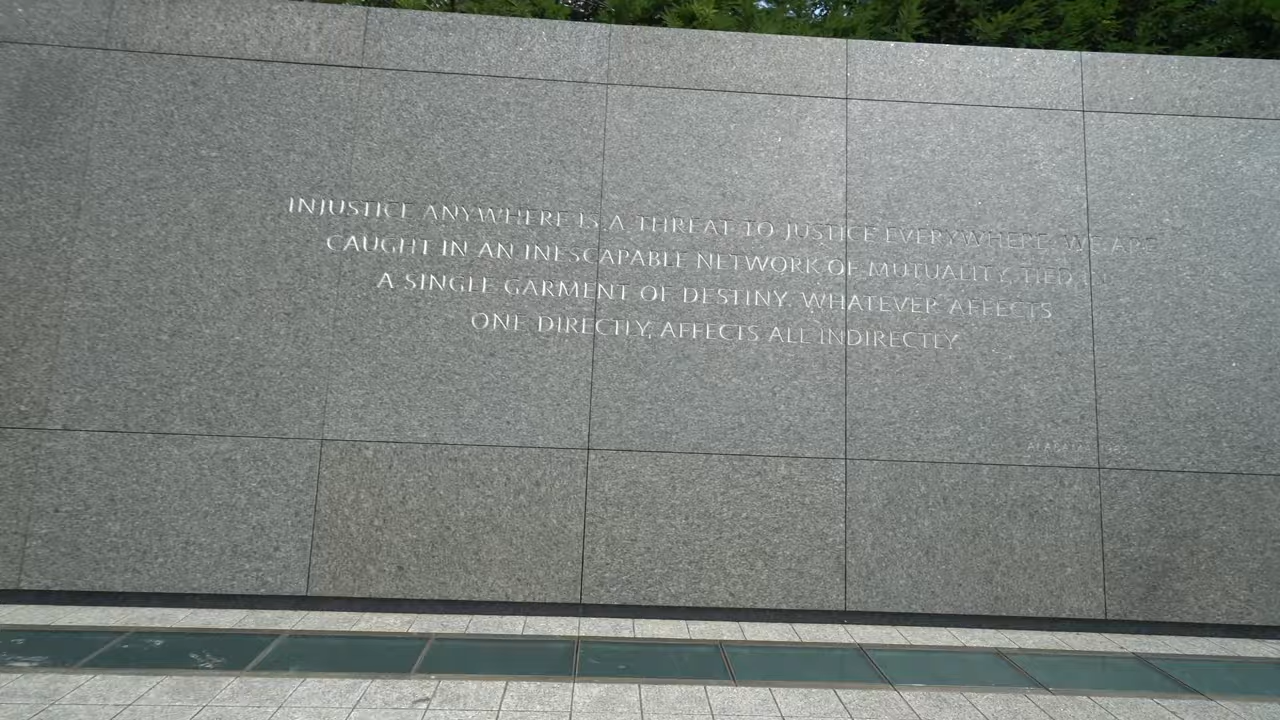 INJUSTICE ANYWHERE IS A THREAT TO JUSTICE EVERYWHERE. WE ARE
CAUGHT IN AN INESCAPABLE NETWORK OF MUTUALITY, TIED
A SINGLE GARMENT OF DESTINY. WHATEVER AFFECTS
ONE DIRECTLY, AFFECTS ALL INDIRECTLY
ALABAMA